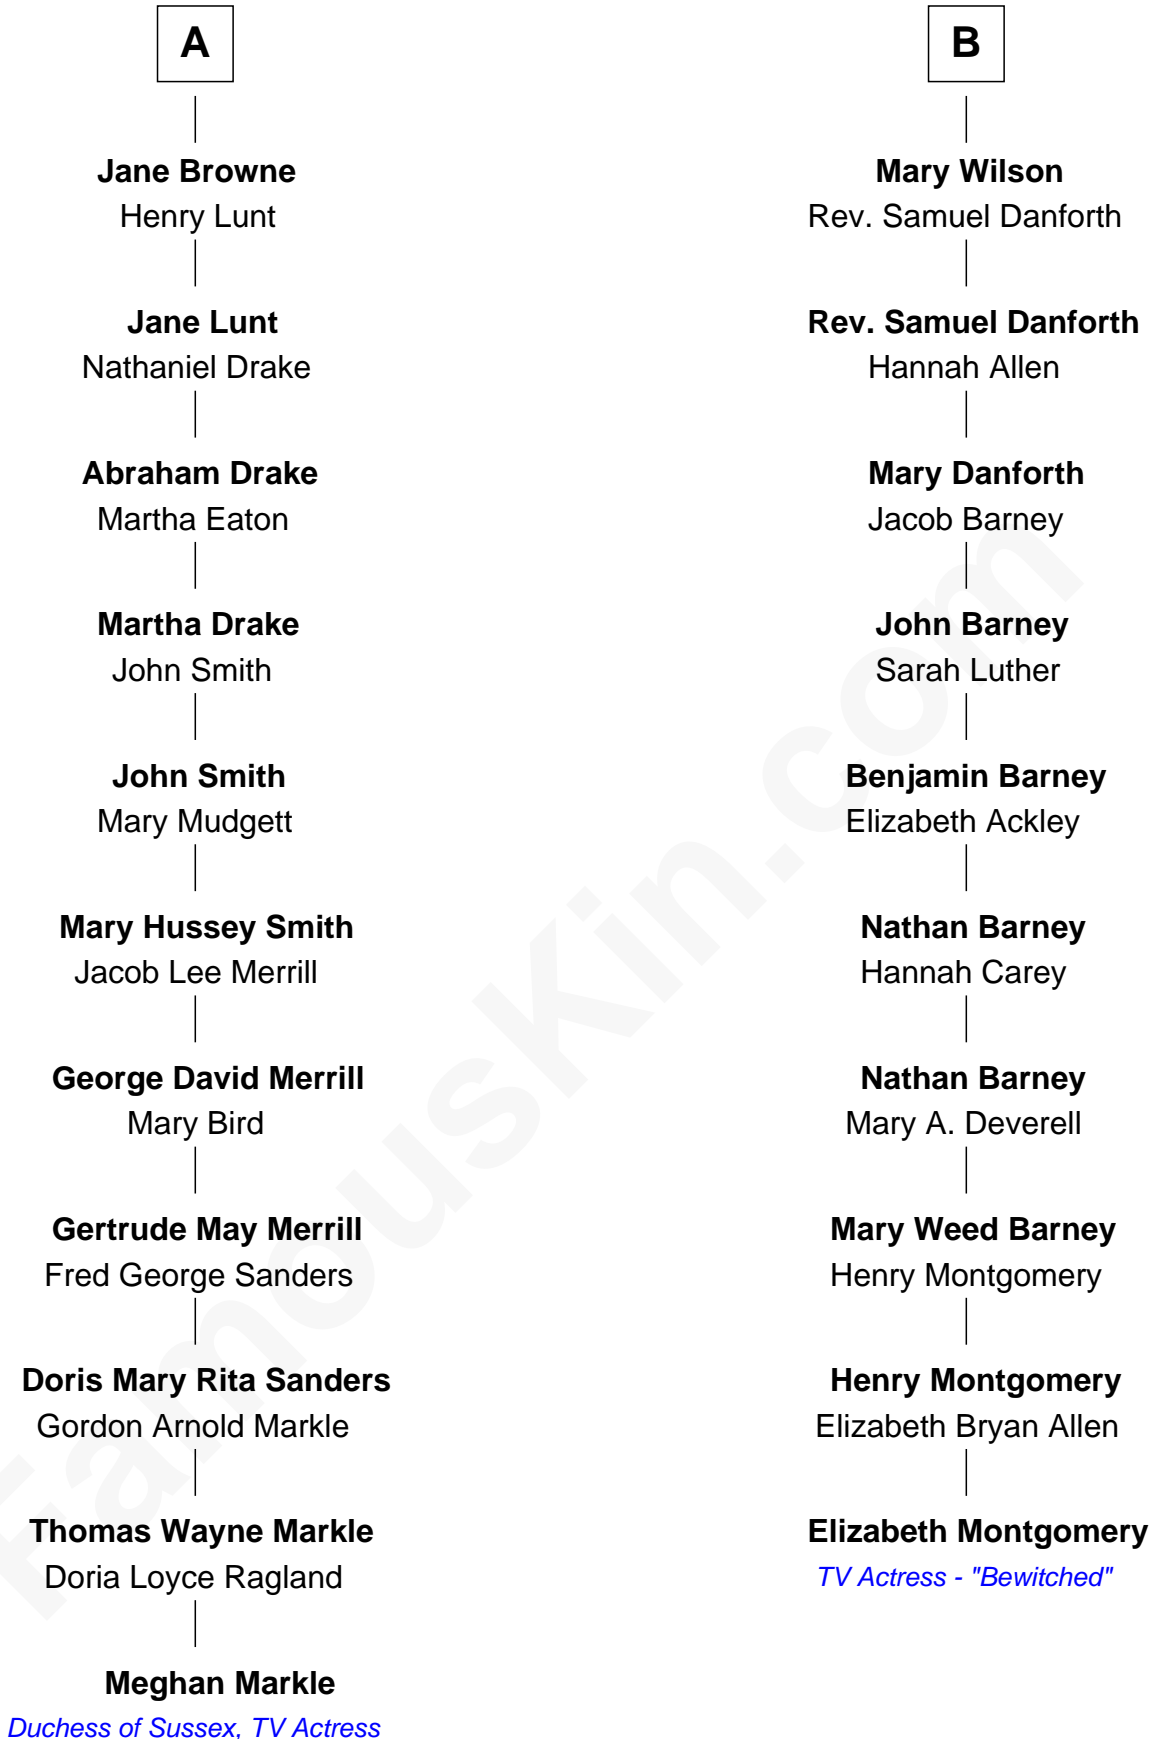 A
Jane Browne
Henry Lunt
Jane Lunt
Nathaniel Drake
Abraham Drake
Martha Eaton
Martha Drake
John Smith
John Smith
Mary Mudgett
Mary Hussey Smith
Jacob Lee Merrill
George David Merrill
Mary Bird
Gertrude May Merrill
Fred George Sanders
Doris Mary Rita Sanders
Gordon Arnold Markle
Thomas Wayne Markle
Doria Loyce Ragland
Meghan Markle
Duchess of Sussex, TV Actress
B
Mary Wilson
Rev. Samuel Danforth
Rev. Samuel Danforth
Hannah Allen
Mary Danforth
Jacob Barney
John Barney
Sarah Luther
Benjamin Barney
Elizabeth Ackley
Nathan Barney
Hannah Carey
Nathan Barney
Mary A. Deverell
Mary Weed Barney
Henry Montgomery
Henry Montgomery
Elizabeth Bryan Allen
Elizabeth Montgomery
TV Actress - "Bewitched"
FamousKin.com